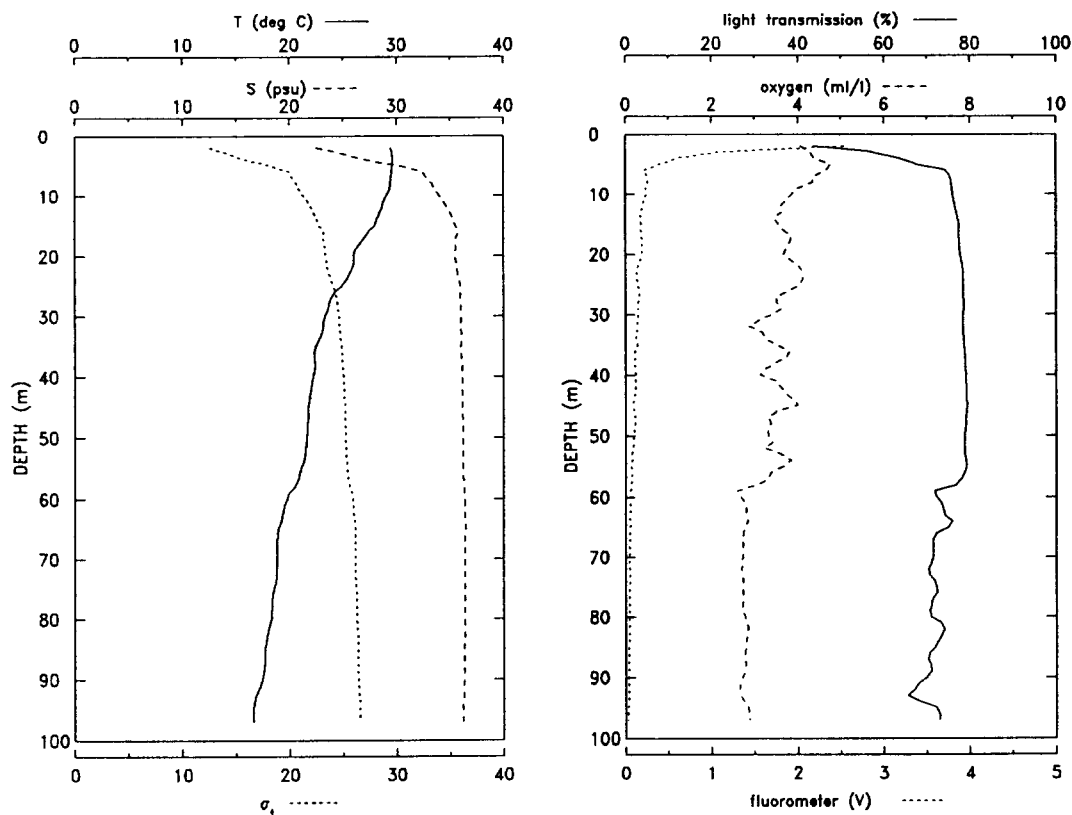 T (deg C)
0 10 20 30 40
S (psu)
0 10 20 30 40
0
10
20
30
40
50
60
70
80
90
100
DEPTH (m)
0 10 20 30 40
σt
light transmission (%)
0 20 40 60 80 100
oxygen (ml/l)
0 2 4 6 8 10
0
10
20
30
40
50
60
70
80
90
100
DEPTH (m)
0 1 2 3 4 5
fluorometer (V)